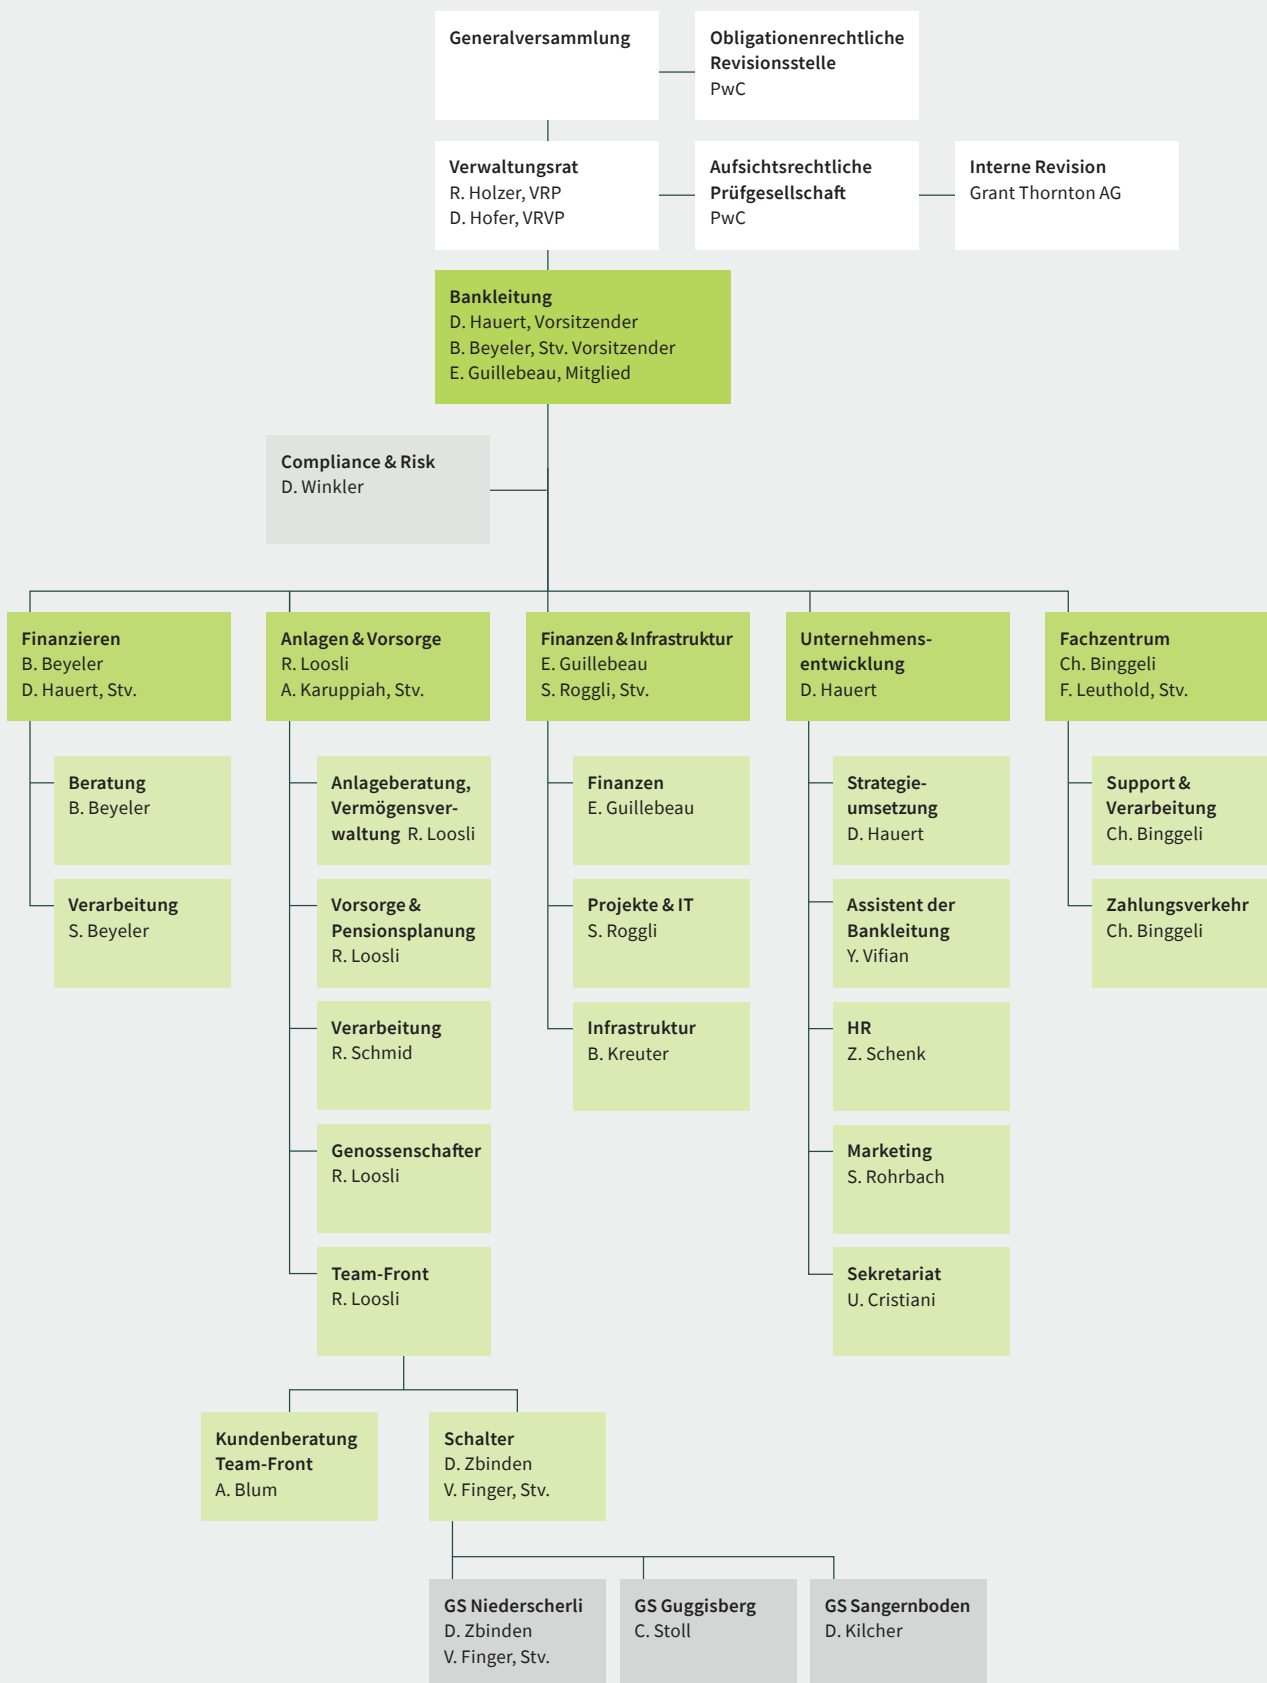 Generalversammlung
Obligationenrechtliche
Revisionsstelle
PwC
Verwaltungsrat
R. Holzer, VRP
D. Hofer, VRVP
Aufsichtsrechtliche
Prüfgesellschaft
PwC
Interne Revision
Grant Thornton AG
Bankleitung
D. Hauert, Vorsitzender
B. Beyeler, Stv. Vorsitzender
E. Guillebeau, Mitglied
Compliance & Risk
D. Winkler
Finanzieren
B. Beyeler
D. Hauert, Stv.
Anlagen & Vorsorge
R. Loosli
A. Karuppiah, Stv.
Finanzen & Infrastruktur
E. Guillebeau
S. Roggli, Stv.
Unternehmens-
entwicklung
D. Hauert
Fachzentrum
Ch. Binggeli
F. Leuthold, Stv.
Beratung
B. Beyeler
Verarbeitung
S. Beyeler
Anlageberatung,
Vermögensver-
waltung R. Loosli
Vorsorge &
Pensionsplanung
R. Loosli
Verarbeitung
R. Schmid
Genossenschafter
R. Loosli
Team-Front
R. Loosli
Finanzen
E. Guillebeau
Projekte & IT
S. Roggli
Infrastruktur
B. Kreuter
Strategie-
umsetzung
D. Hauert
Assistent der
Bankleitung
Y. Vifian
HR
Z. Schenk
Marketing
S. Rohrbach
Sekretariat
U. Cristiani
Support &
Verarbeitung
Ch. Binggeli
Zahlungsverkehr
Ch. Binggeli
Kundenberatung
Team-Front
A. Blum
Schalter
D. Zbinden
V. Finger, Stv.
GS Niederscherli
D. Zbinden
V. Finger, Stv.
GS Guggisberg
C. Stoll
GS Sangernboden
D. Kilcher